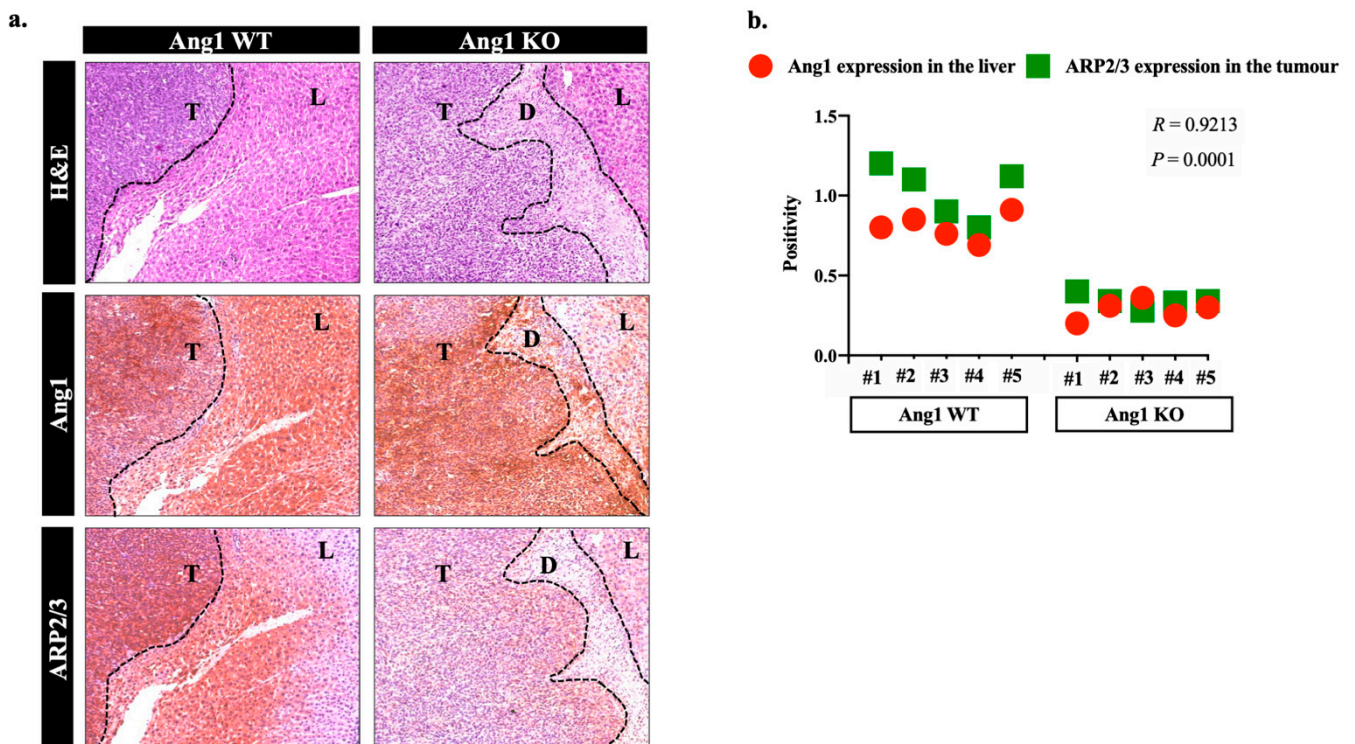 a.
Ang1 WT Ang1 KO
H&E
T L
T D L
Ang1
T L
T D L
ARP2/3
T L
T D L
b.
Ang1 expression in the liver ARP2/3 expression in the tumour
R = 0.9213
P = 0.0001
Positivity
1.5
1.0
0.5
0.0
#1 #2 #3 #4 #5 #1 #2 #3 #4 #5
Ang1 WT Ang1 KO